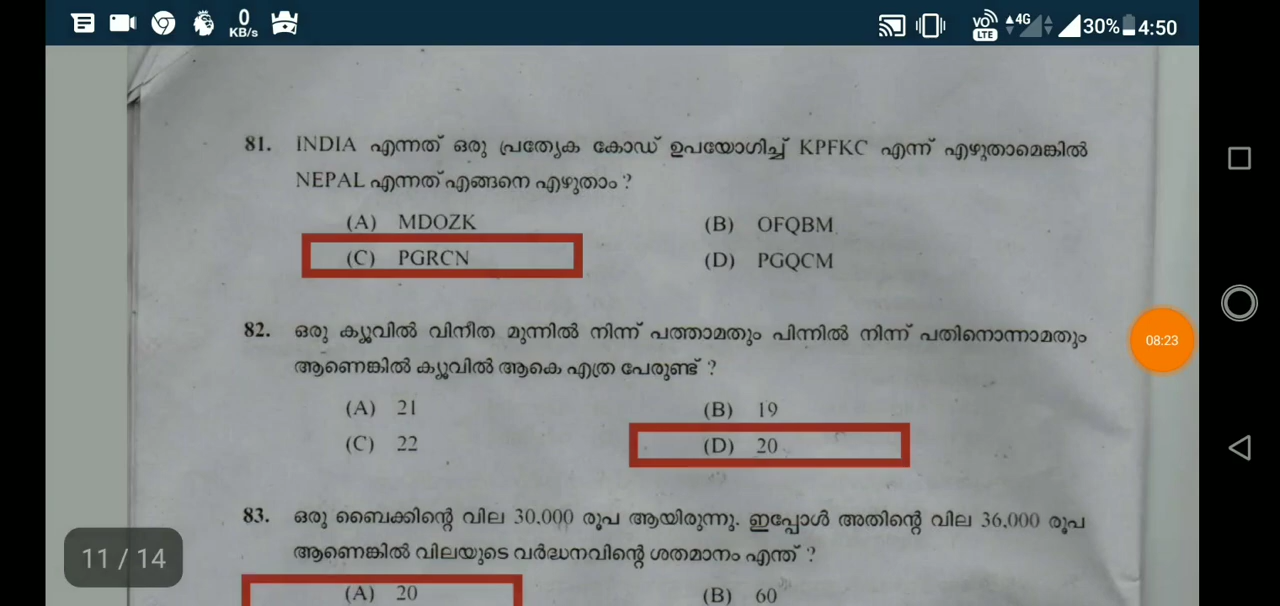 0
KB/s
VO
LTE
4G
30%
4:50
81. INDIA എന്നത് ഒരു പ്രത്യേക കോഡ് ഉപയോഗിച്ച് KPFKC എന്ന് എഴുതാമെങ്കിൽ
NEPAL എന്നത് എങ്ങനെ എഴുതാം ?
(A) MDOZK (B) OFQBM
(C) PGRCN (D) PGQCM
82. ഒരു ക്യൂവിൽ വിനീത മുന്നിൽ നിന്ന് പത്താമതും പിന്നിൽ നിന്ന് പതിനൊന്നാമതും
ആണെങ്കിൽ ക്യൂവിൽ ആകെ എത്ര പേരുണ്ട് ?
(A) 21 (B) 19
(C) 22 (D) 20
08:23
83. ഒരു ബൈക്കിന്റെ വില 30,000 രൂപ ആയിരുന്നു. ഇപ്പോൾ അതിന്റെ വില 36,000 രൂപ
ആണെങ്കിൽ വിലയുടെ വർദ്ധനവിന്റെ ശതമാനം എന്ത് ?
(A) 20 (B) 60
11 / 14